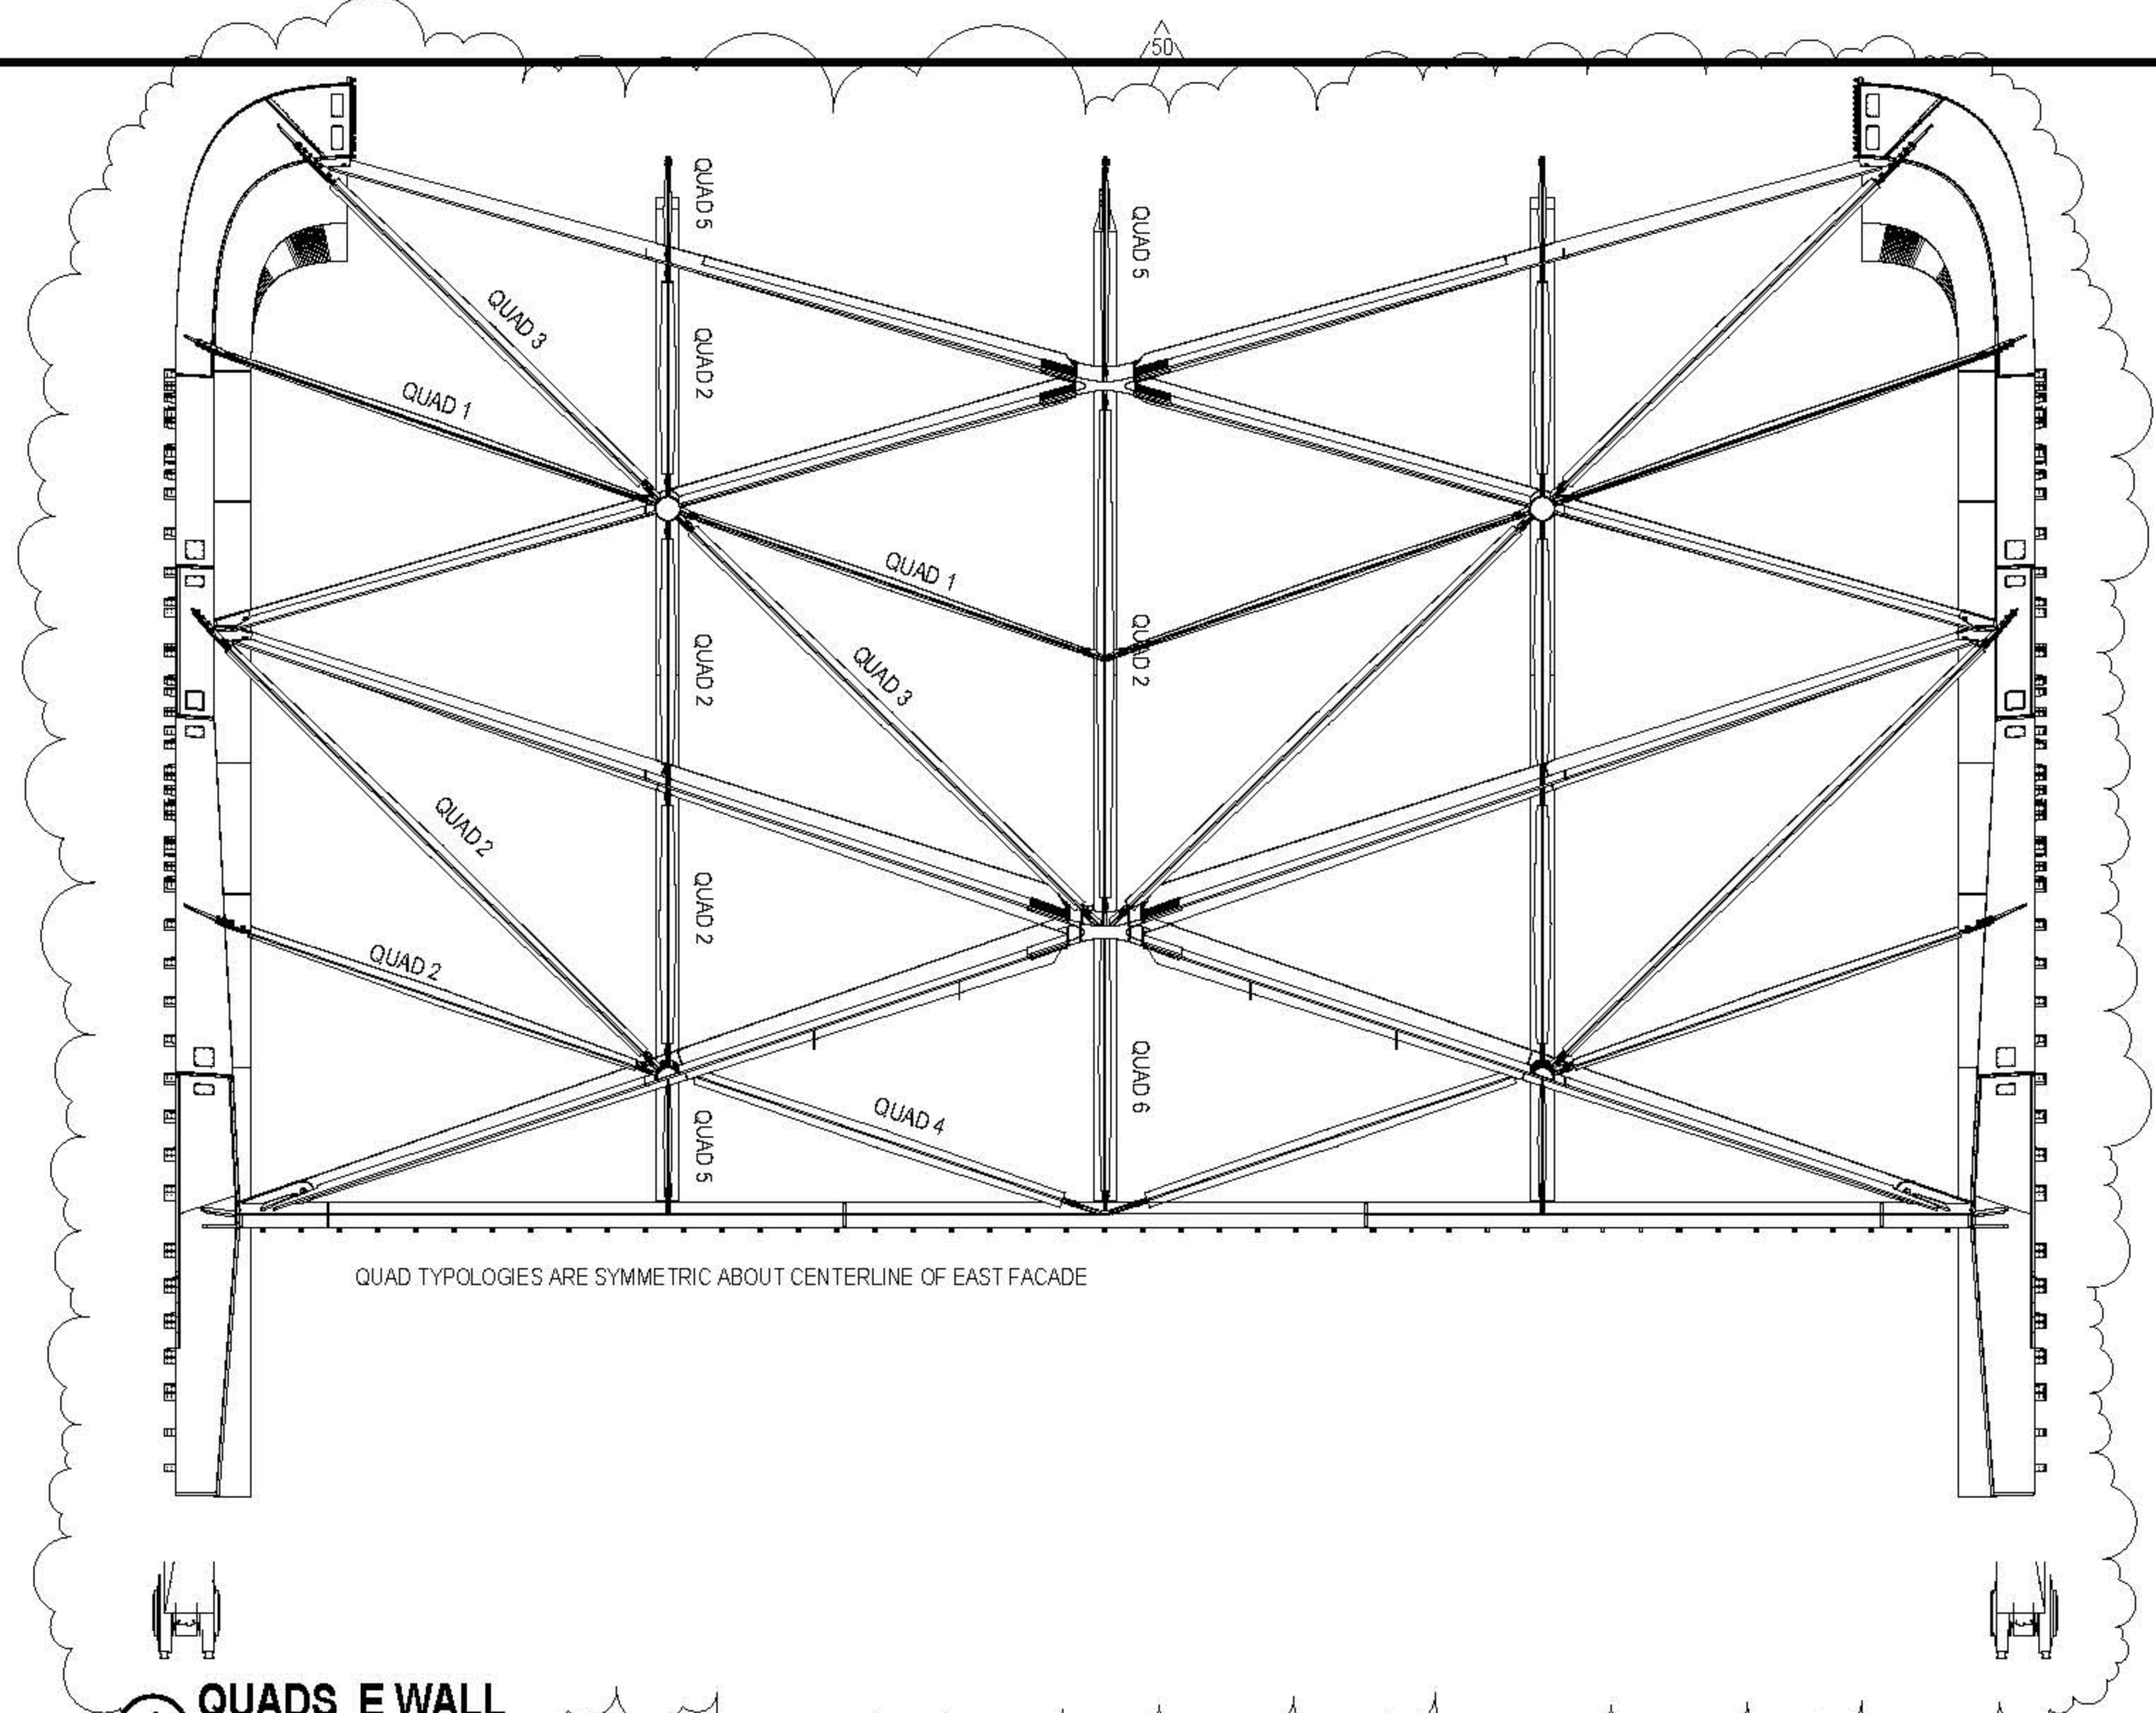 50
QUAD 5
QUAD 5
QUAD 3
QUAD 2
QUAD 1
QUAD 1
QUAD 2
QUAD 2
QUAD 3
QUAD 2
QUAD 2
QUAD 2
QUAD 6
QUAD 4
QUAD 5
QUAD TYPOLOGIES ARE SYMMETRIC ABOUT CENTERLINE OF EAST FACADE
QUADS E WALL